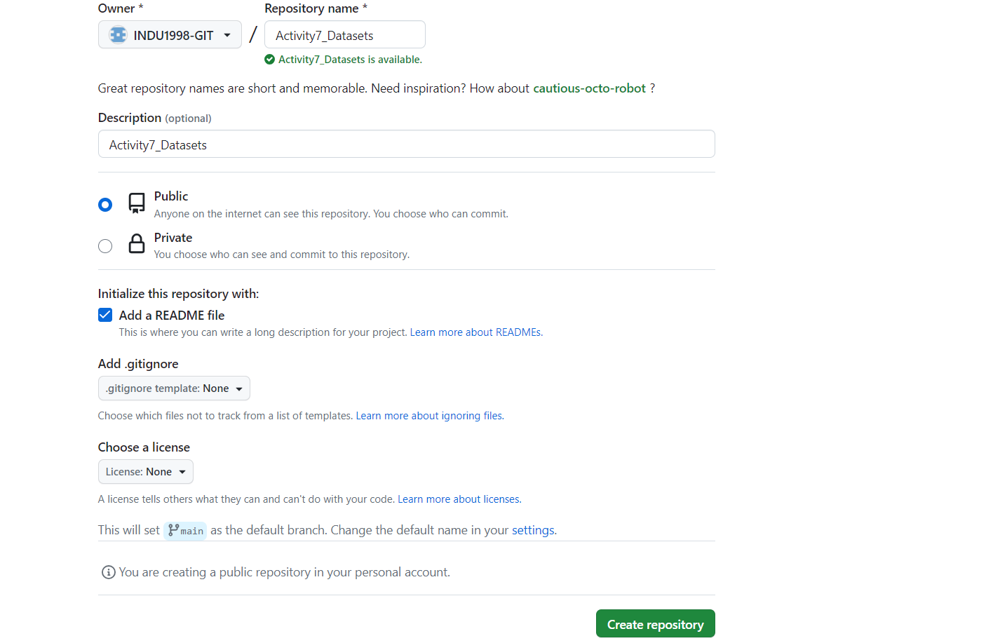 Owner *
Repository name *
INDU1998-GIT
/
Activity7_Datasets
Activity7_Datasets is available.
Great repository names are short and memorable. Need inspiration? How about cautious-octo-robot ?
Description (optional)
Activity7_Datasets
Public
Anyone on the internet can see this repository. You choose who can commit.
Private
You choose who can see and commit to this repository.
Initialize this repository with:
Add a README file
This is where you can write a long description for your project. Learn more about READMEs.
Add .gitignore
.gitignore template: None
Choose which files not to track from a list of templates. Learn more about ignoring files.
Choose a license
License: None
A license tells others what they can and can't do with your code. Learn more about licenses.
This will set main as the default branch. Change the default name in your settings.
You are creating a public repository in your personal account.
Create repository